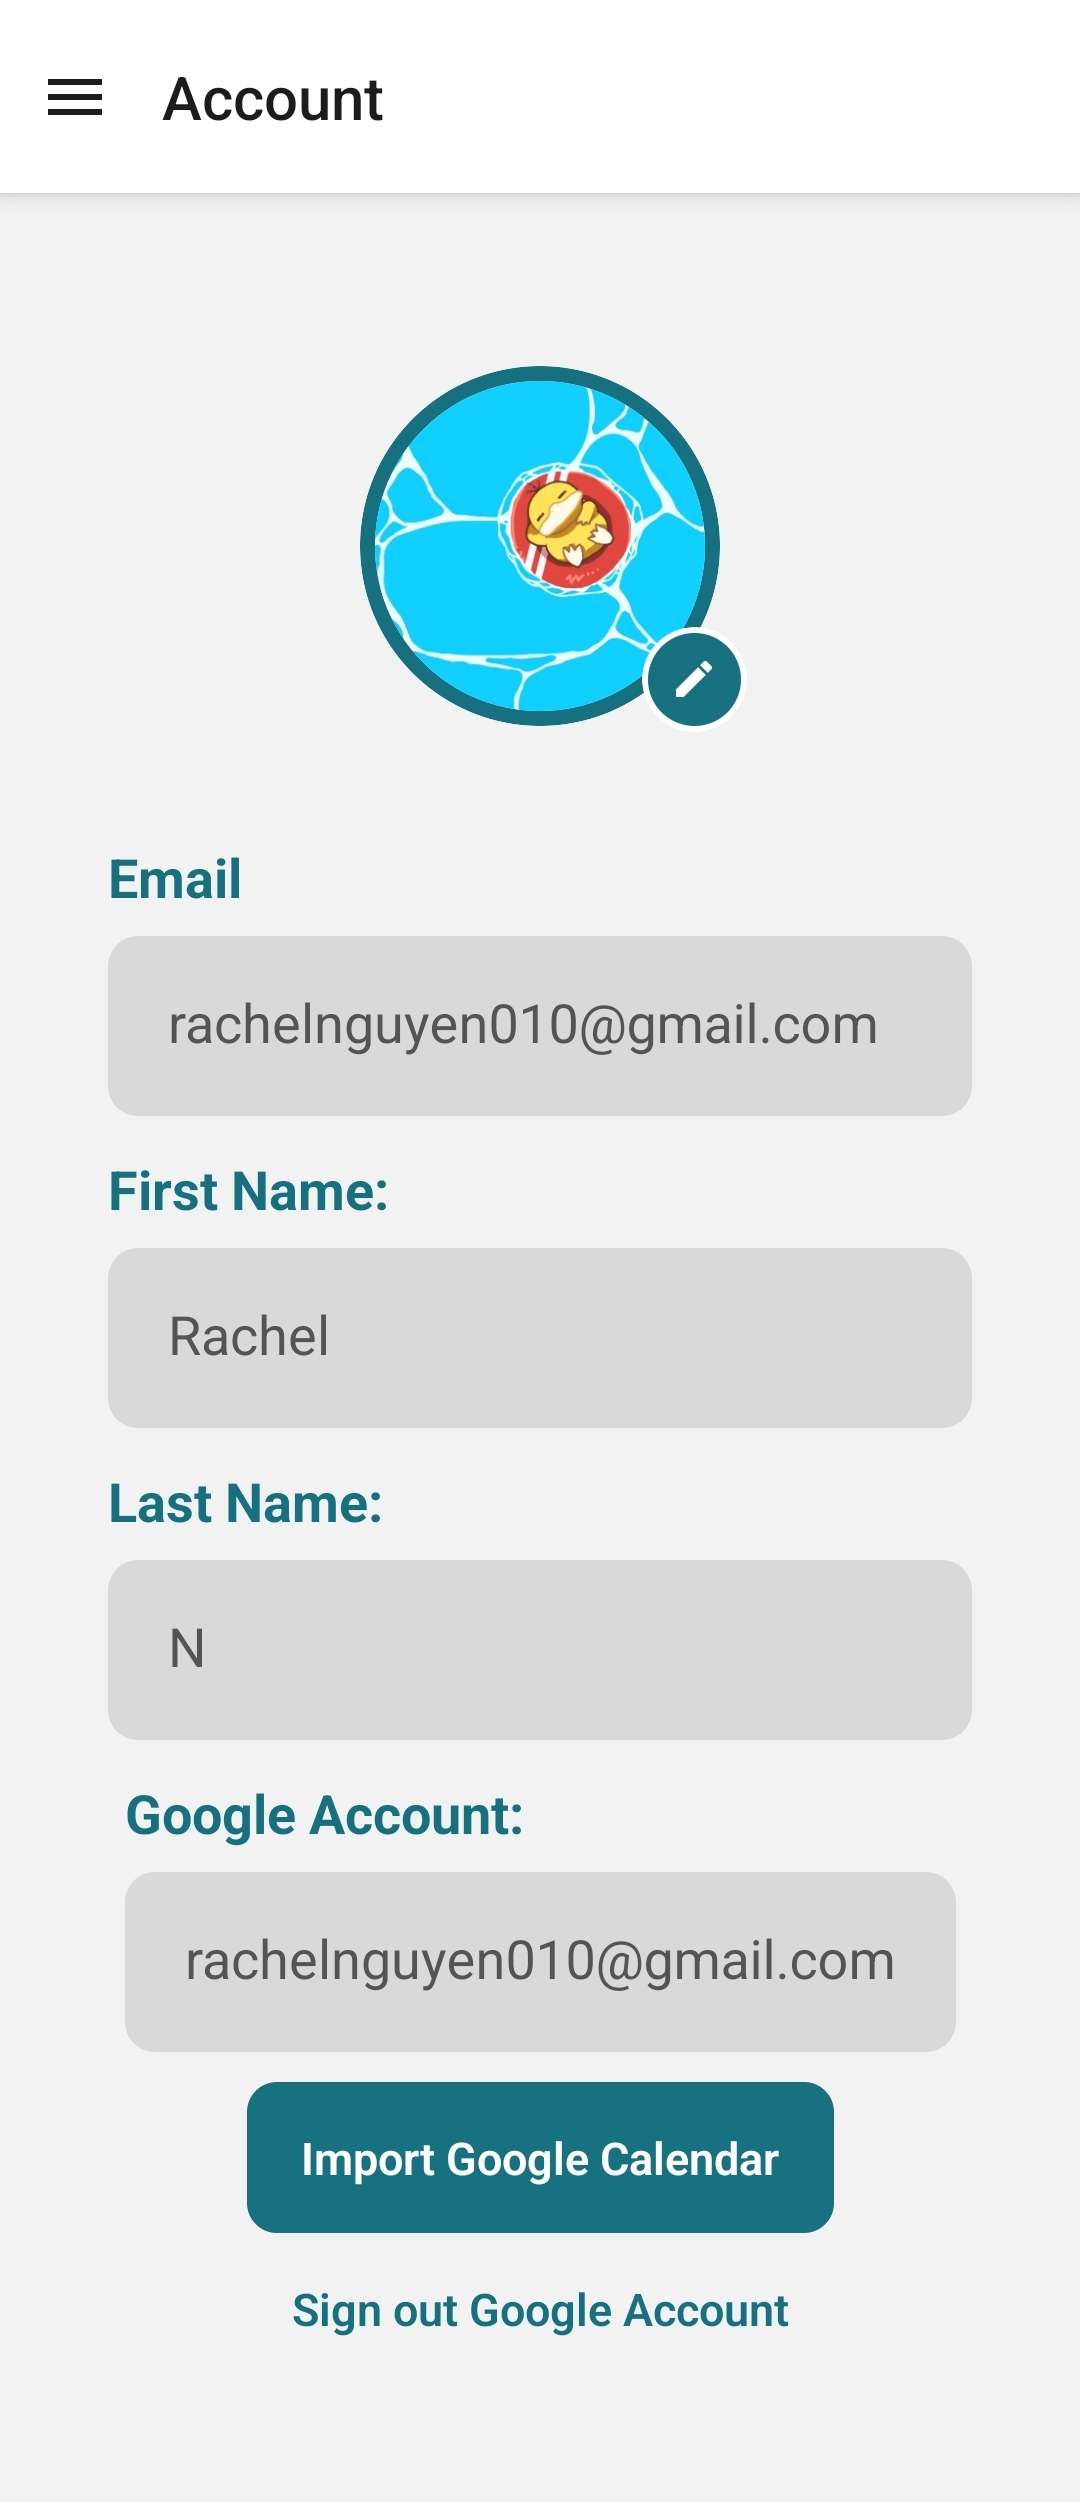 Account
Email
rachelnguyen010@gmail.com
First Name:
Rachel
Last Name:
N
Google Account:
rachelnguyen010@gmail.com
Import Google Calendar
Sign out Google Account